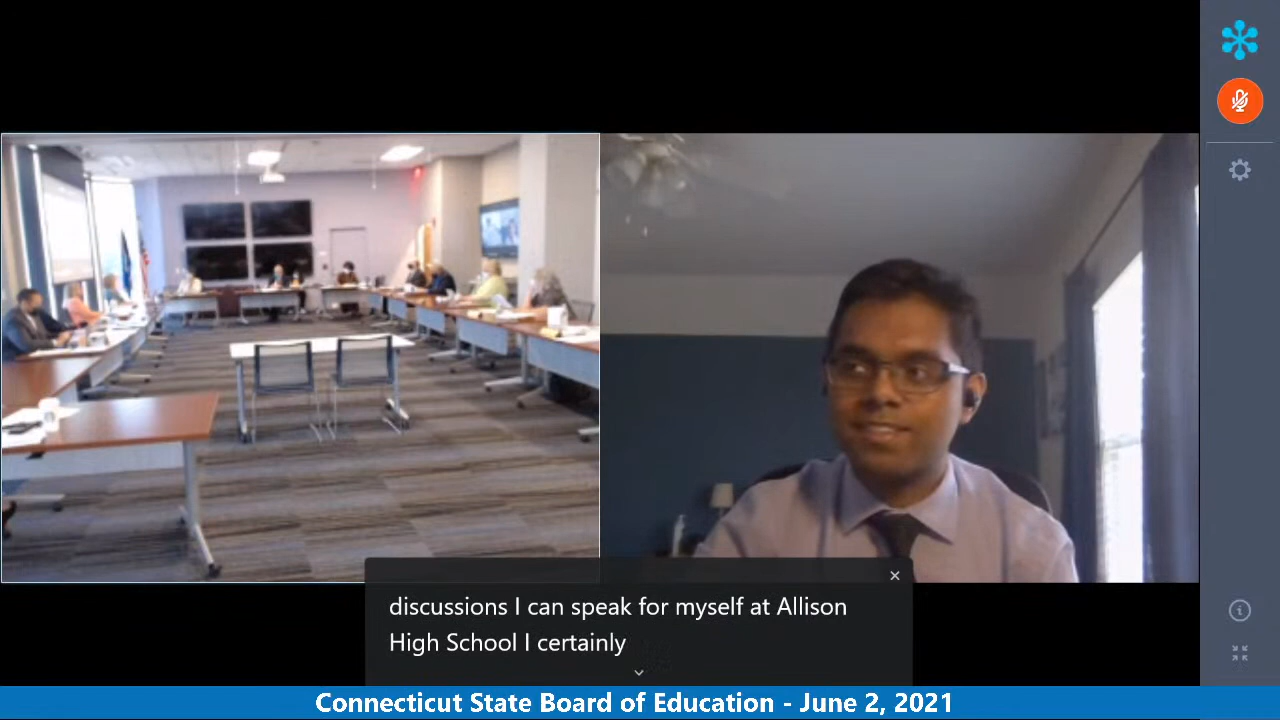 discussions I can speak for myself at Allison
High School I certainly
Connecticut State Board of Education - June 2, 2021